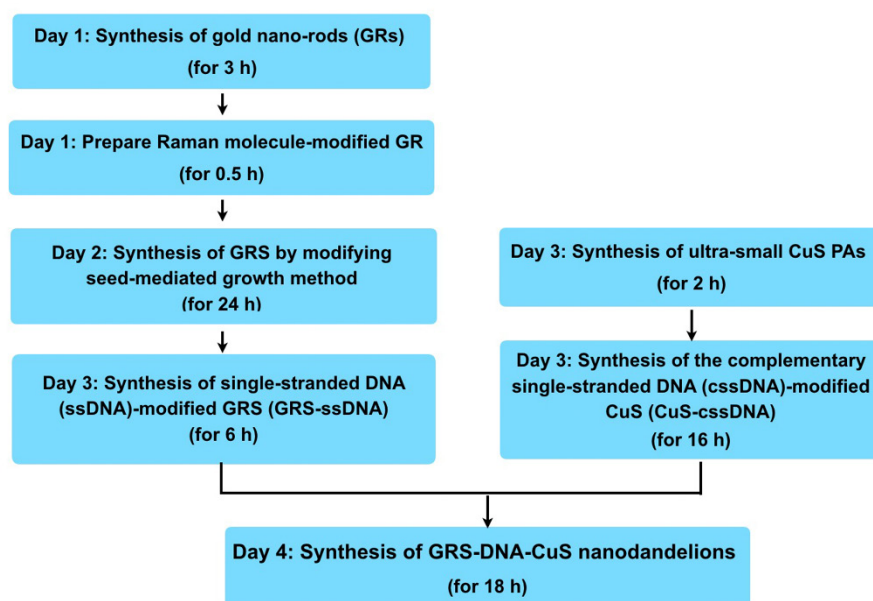 Day 1: Synthesis of gold nano-rods (GRs)
(for 3 h)
Day 1: Prepare Raman molecule-modified GR
(for 0.5 h)
Day 2: Synthesis of GRS by modifying
seed-mediated growth method
(for 24 h)
Day 3: Synthesis of single-stranded DNA
(ssDNA)-modified GRS (GRS-ssDNA)
(for 6 h)
Day 3: Synthesis of ultra-small CuS PAs
(for 2 h)
Day 3: Synthesis of the complementary
single-stranded DNA (cssDNA)-modified
CuS (CuS-cssDNA)
(for 16 h)
Day 4: Synthesis of GRS-DNA-CuS nanodandelions
(for 18 h)